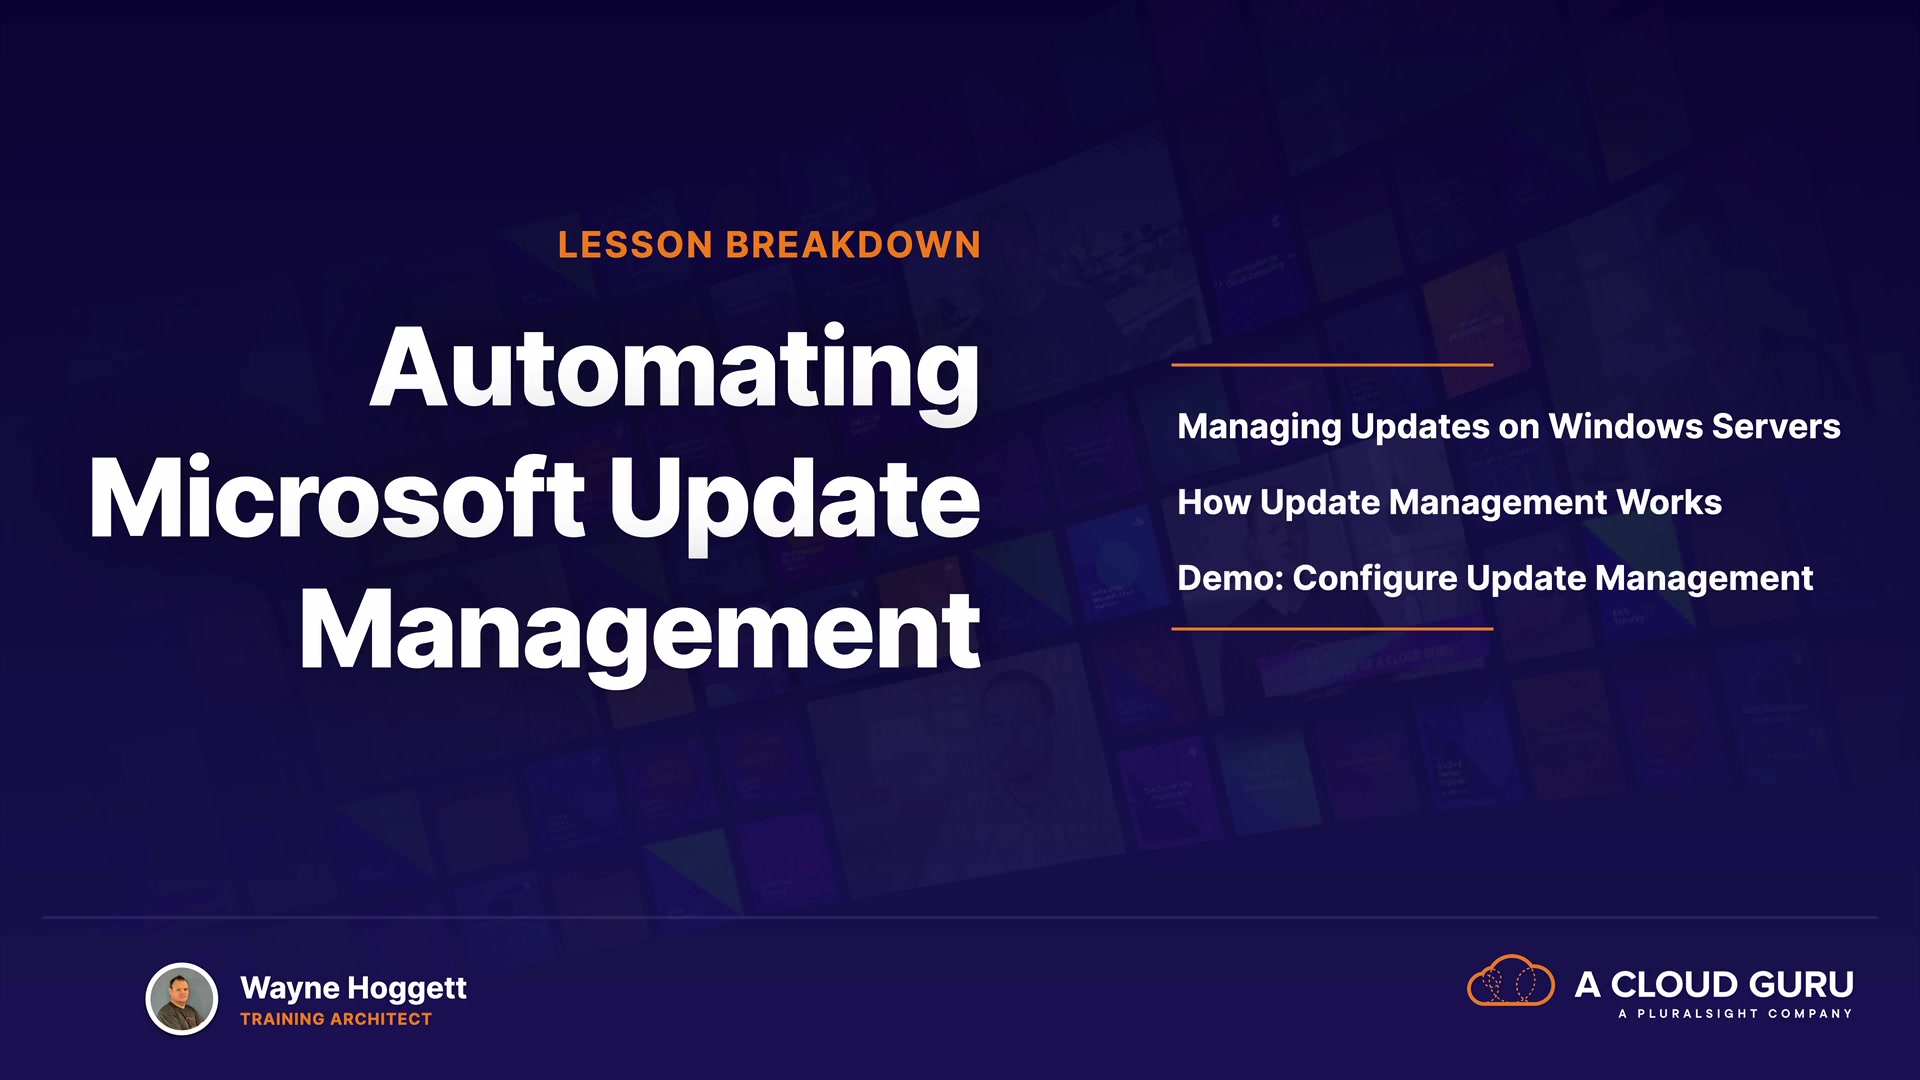 LESSON BREAKDOWN
Automating
Microsoft Update
Management
Managing Updates on Windows Servers
How Update Management Works
Demo: Configure Update Management
Wayne Hoggett
TRAINING ARCHITECT
A CLOUD GURU
A PLURALSIGHT COMPANY